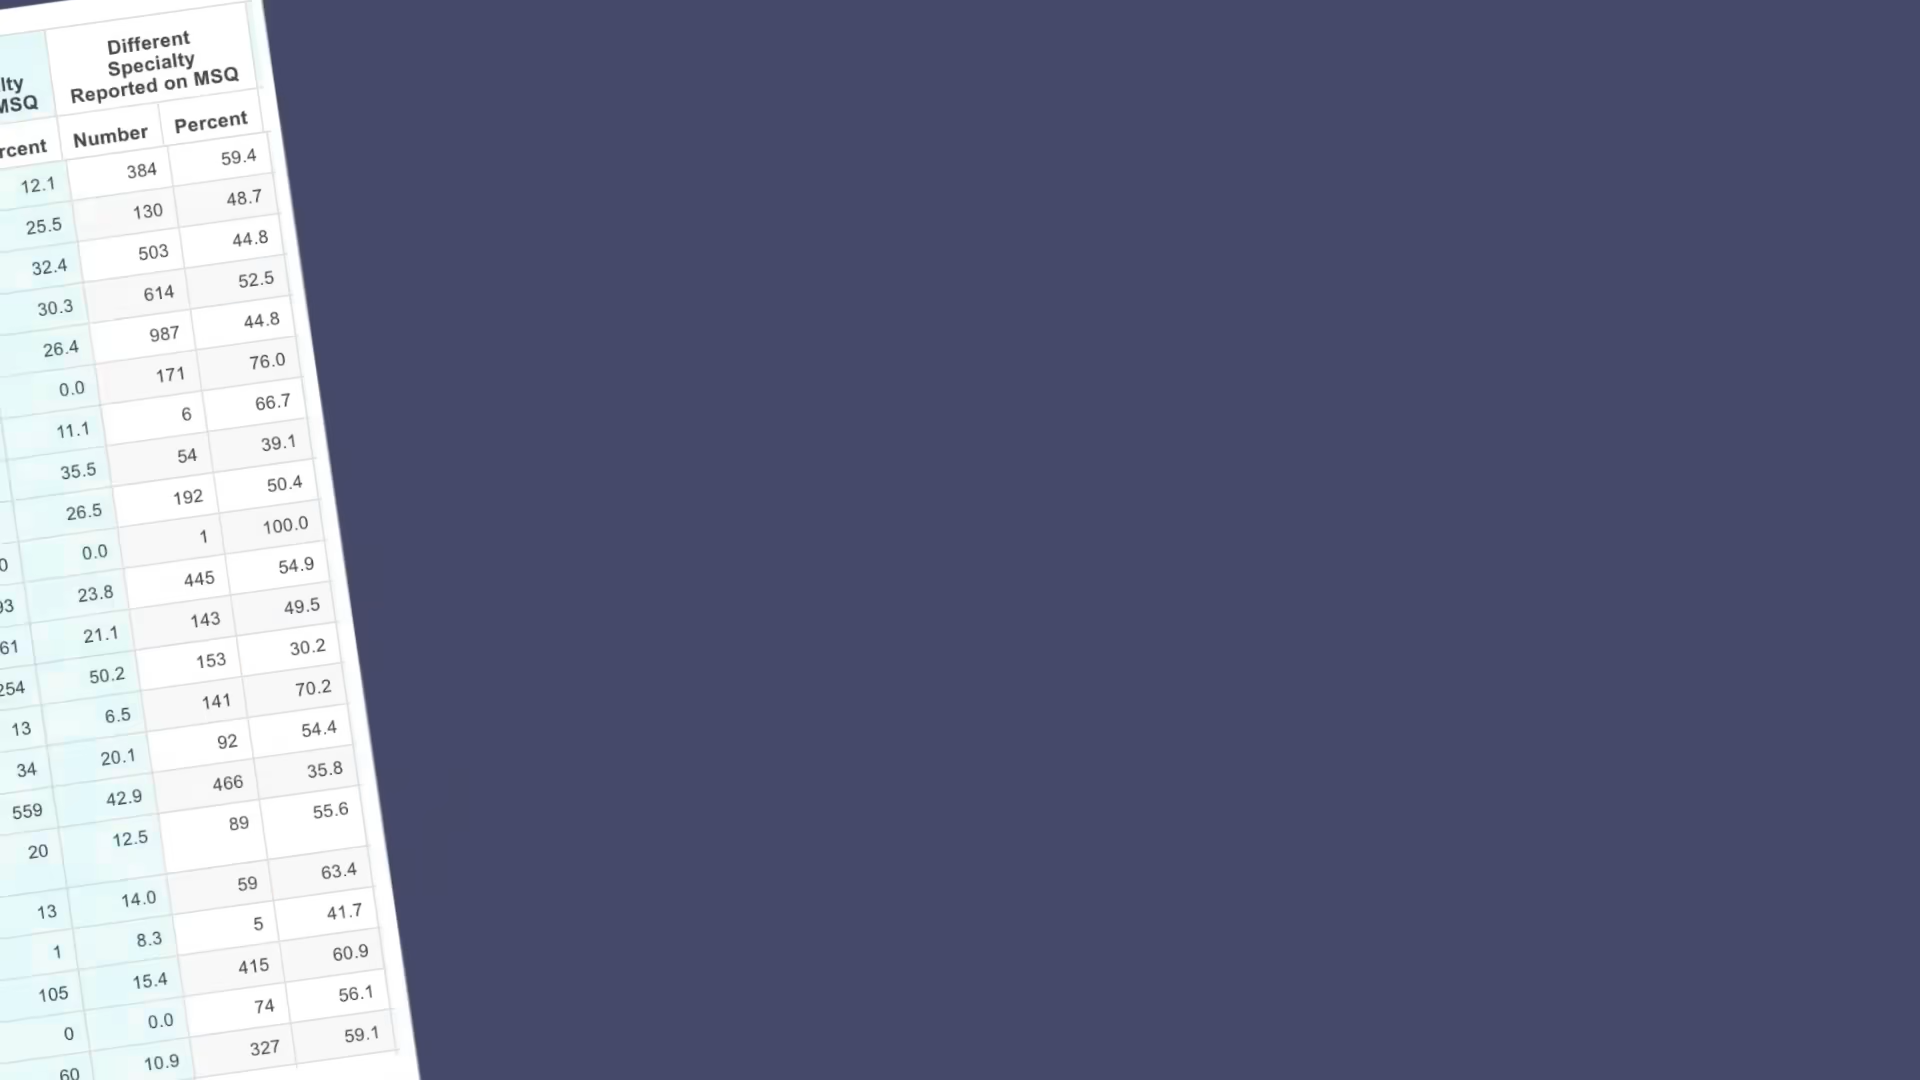 Different
Specialty
Reported on MSQ
Number Percent
12.1 384 59.4
25.5 130 48.7
32.4 503 44.8
30.3 614 52.5
26.4 987 44.8
0.0 171 76.0
11.1 6 66.7
35.5 54 39.1
26.5 192 50.4
0 0.0 1 100.0
93 23.8 445 54.9
61 21.1 143 49.5
254 50.2 153 30.2
13 6.5 141 70.2
34 20.1 92 54.4
559 42.9 466 35.8
20 12.5 89 55.6
13 14.0 59 63.4
1 8.3 5 41.7
105 15.4 415 60.9
0 0.0 74 56.1
60 10.9 327 59.1